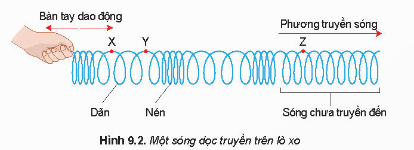 Bàn tay dao động
Phương truyền sóng
X
Y
Z
Dãn
Nén
Sóng chưa truyền đến
Hình 9.2. Một sóng dọc truyền trên lò xo